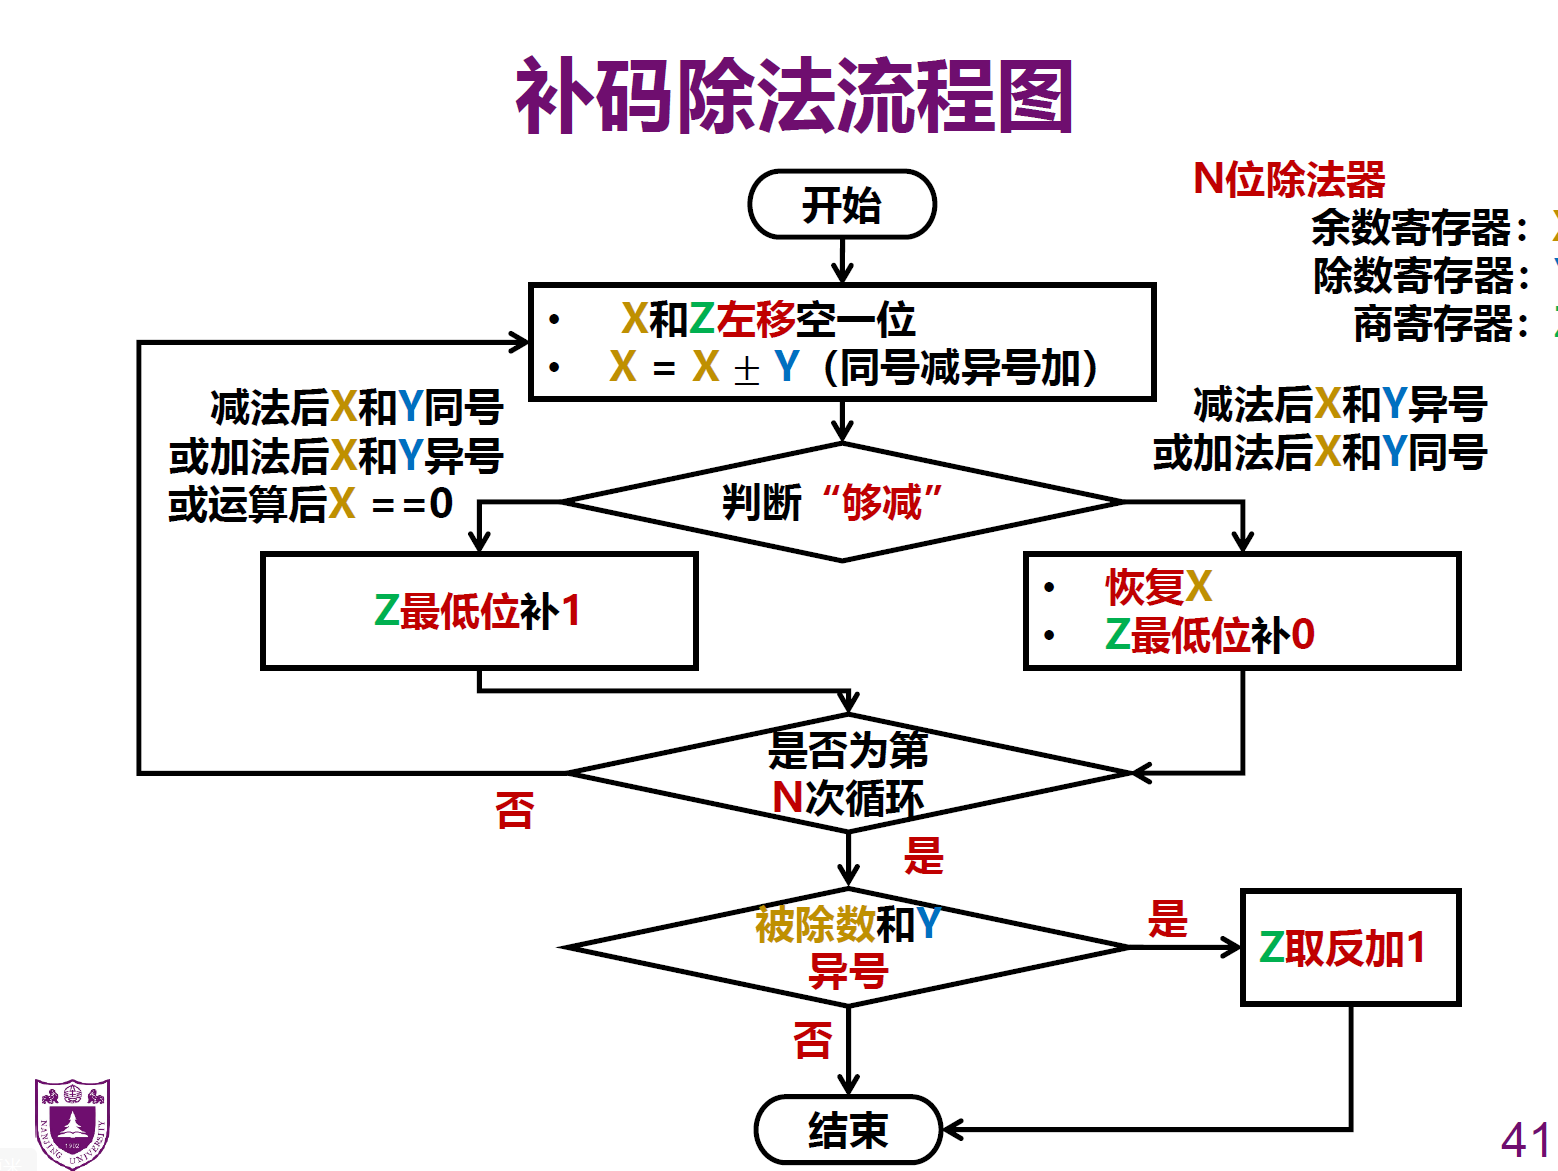 补码除法流程图
开始
N位除法器
余数寄存器：
除数寄存器：
商寄存器：
• X和Z左移空一位
• X = X ± Y（同号减异号加）
减法后X和Y同号
或加法后X和Y异号
或运算后X ==0
减法后X和Y异号
或加法后X和Y同号
判断“够减”
Z最低位补1
• 恢复X
• Z最低位补0
是否为第
N次循环
否
是
被除数和Y
异号
是
Z取反加1
否
结束
NANJING UNIVERSITY
1902
41